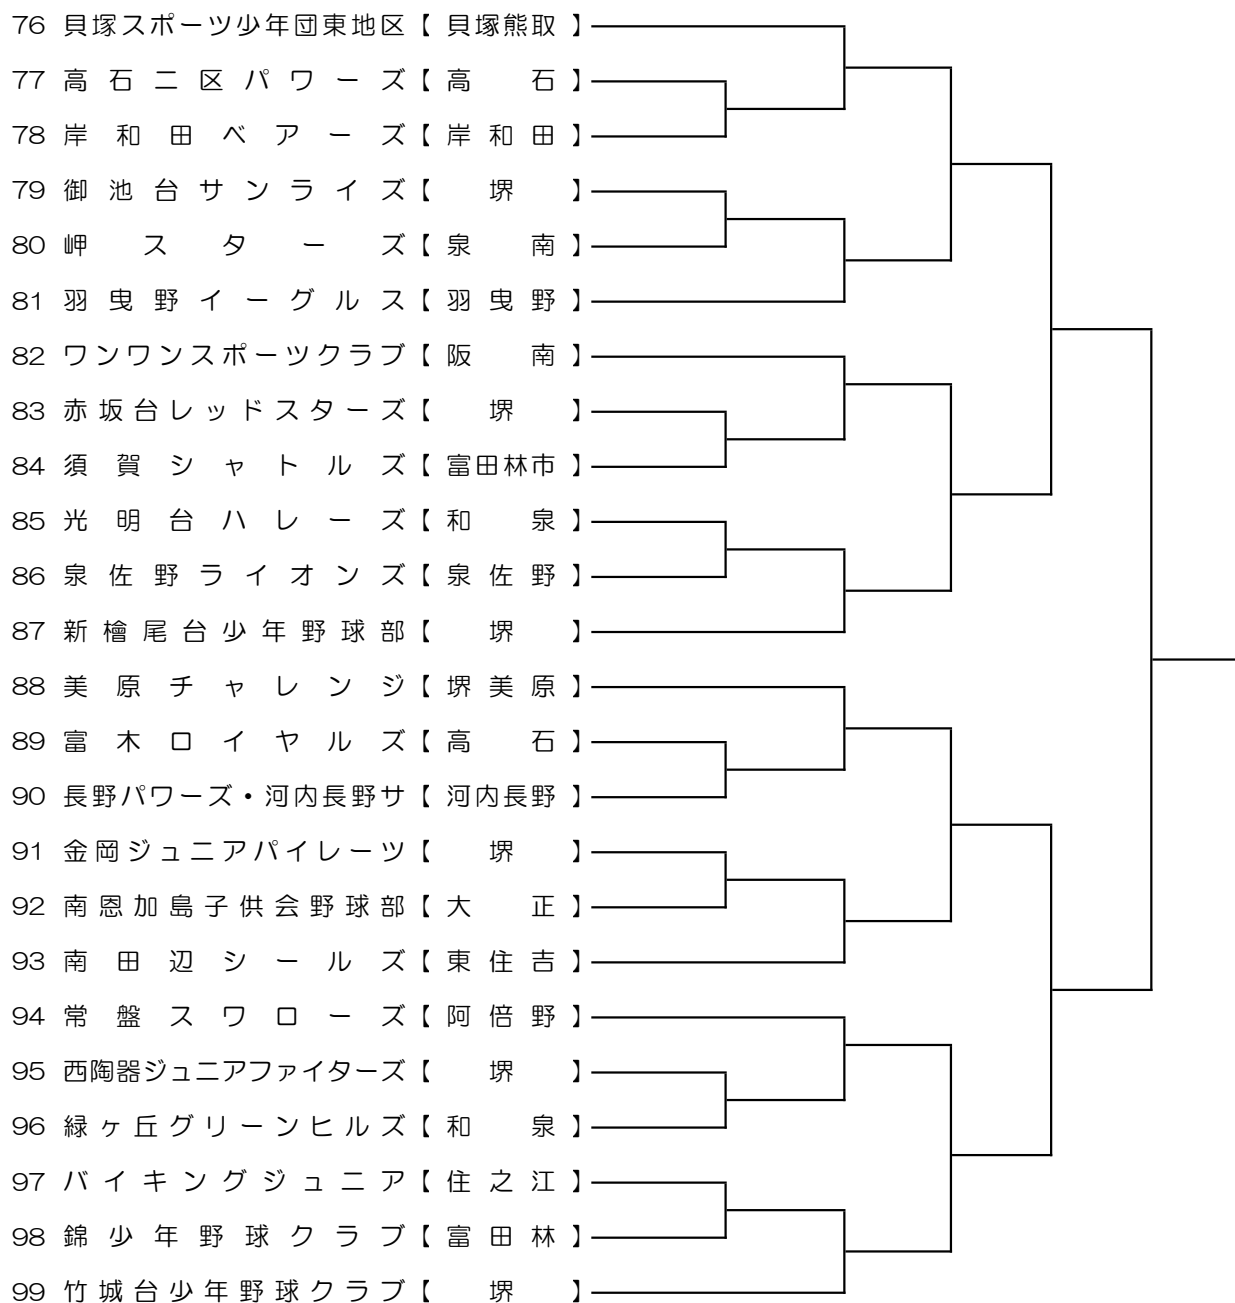 76 貝塚スポーツ少年団東地区【 貝塚熊取 】
77 高石二区パワーズ【 高石 】
78 岸和田ベアーズ【 岸和田 】
79 御池台サンライズ【 堺 】
80 岬スターズ【 泉南 】
81 羽曳野イーグルス【 羽曳野 】
82 ワンワンスポーツクラブ【 阪南 】
83 赤坂台レッドスターズ【 堺 】
84 須賀シャトルズ【 富田林市 】
85 光明台ハレーズ【 和泉 】
86 泉佐野ライオンズ【 泉佐野 】
87 新檜尾台少年野球部【 堺 】
88 美原チャレンジ【 堺美原 】
89 富木ロイヤルズ【 高石 】
90 長野パワーズ・河内長野サ【 河内長野 】
91 金岡ジュニアパイレーツ【 堺 】
92 南恩加島子供会野球部【 大正 】
93 南田辺シールズ【 東住吉 】
94 常盤スワローズ【 阿倍野 】
95 西陶器ジュニアファイターズ【 堺 】
96 緑ヶ丘グリーンヒルズ【 和泉 】
97 バイキングジュニア【 住之江 】
98 錦少年野球クラブ【 富田林 】
99 竹城台少年野球クラブ【 堺 】